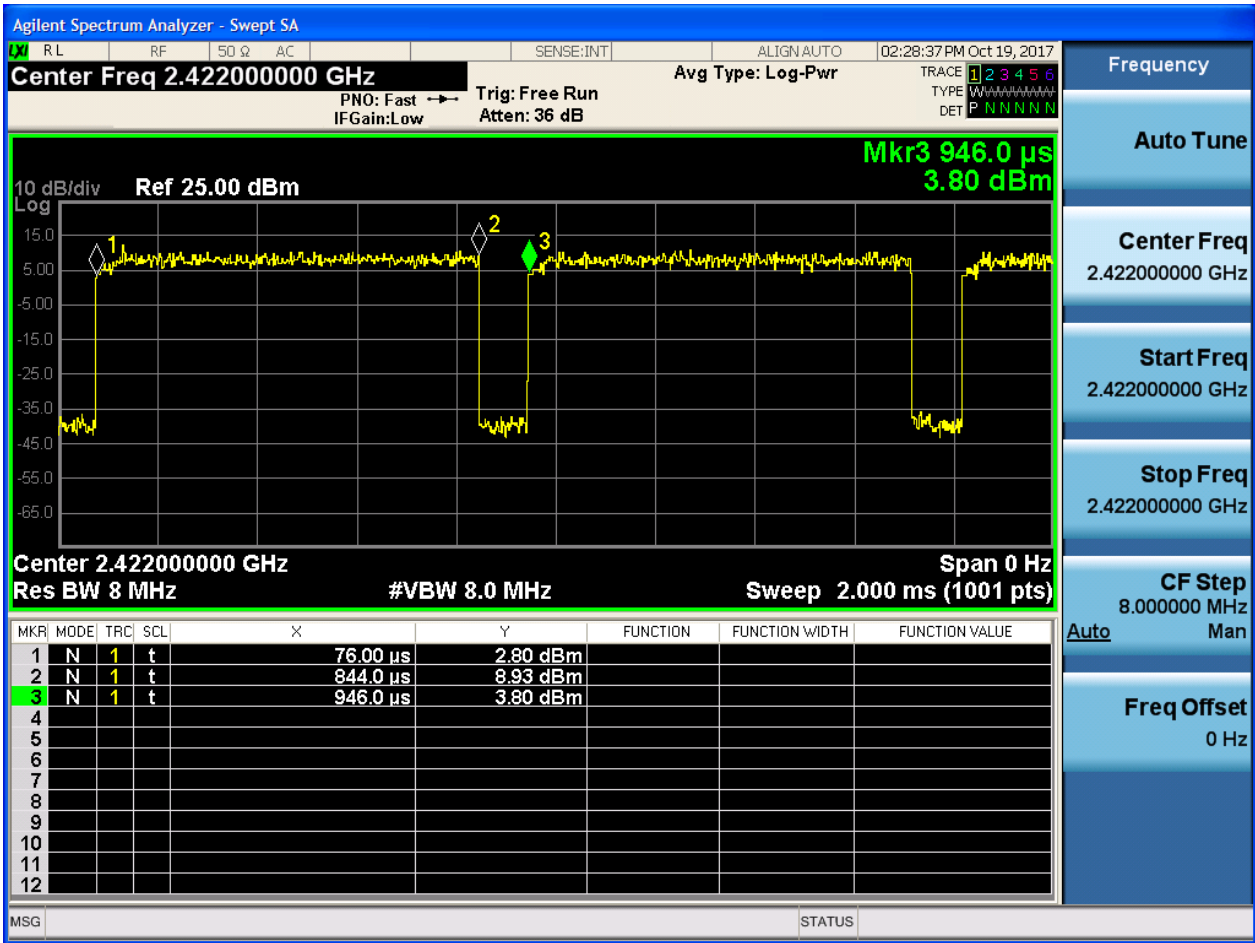 Agilent Spectrum Analyzer - Swept SA
LXI RL RF 50 Ω AC SENSE:INT ALIGNAUTO 02:28:37 PM Oct 19, 2017
Center Freq 2.422000000 GHz
PNO: Fast
IFGain:Low
Trig: Free Run
Atten: 36 dB
Avg Type: Log-Pwr
TRACE 1 2 3 4 5 6
TYPE W
DET P N N N N N
Mkr3 946.0 µs
3.80 dBm
10 dB/div Ref 25.00 dBm
Log
15.0
5.00
-5.00
-15.0
-25.0
-35.0
-45.0
-55.0
-65.0
1
2
3
Center 2.422000000 GHz Span 0 Hz
Res BW 8 MHz #VBW 8.0 MHz Sweep 2.000 ms (1001 pts)
MKR MODE TRC SCL X Y FUNCTION FUNCTION WIDTH FUNCTION VALUE
1 N 1 t 76.00 µs 2.80 dBm
2 N 1 t 844.0 µs 8.93 dBm
3 N 1 t 946.0 µs 3.80 dBm
4
5
6
7
8
9
10
11
12
MSG STATUS
Frequency
Auto Tune
Center Freq
2.422000000 GHz
Start Freq
2.422000000 GHz
Stop Freq
2.422000000 GHz
CF Step
8.000000 MHz
Auto Man
Freq Offset
0 Hz